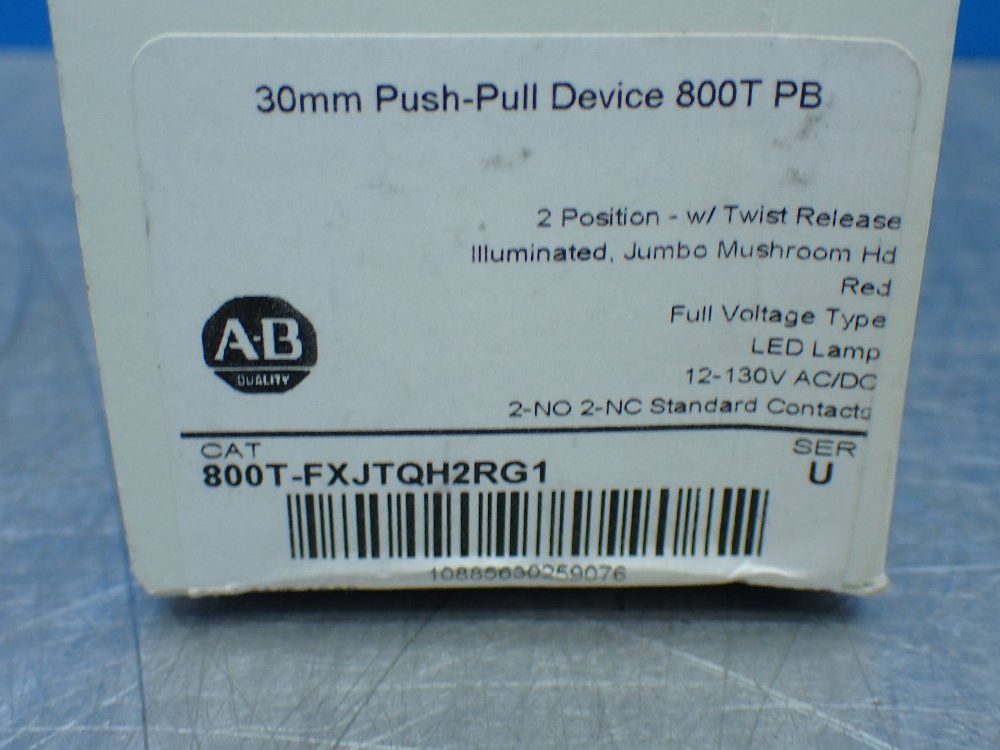 30mm Push-Pull Device 800T PB
2 Position - w/ Twist Release
Illuminated, Jumbo Mushroom Hd
Red
Full Voltage Type
LED Lamp
12-130V AC/DC
2-NO 2-NC Standard Contacts
A-B
QUALITY
CAT SER
800T-FXJTQH2RG1 U
10885630259076